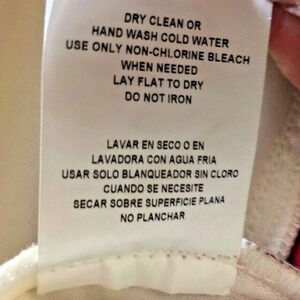 DRY CLEAN OR
HAND WASH COLD WATER
USE ONLY NON-CHLORINE BLEACH
WHEN NEEDED
LAY FLAT TO DRY
DO NOT IRON
LAVAR EN SECO O EN
LAVADORA CON AGUA FRIA
USAR SOLO BLANQUEADOR SIN CLORO
CUANDO SE NECESITE
SECAR SOBRE SUPERFICIE PLANA
NO PLANCHAR